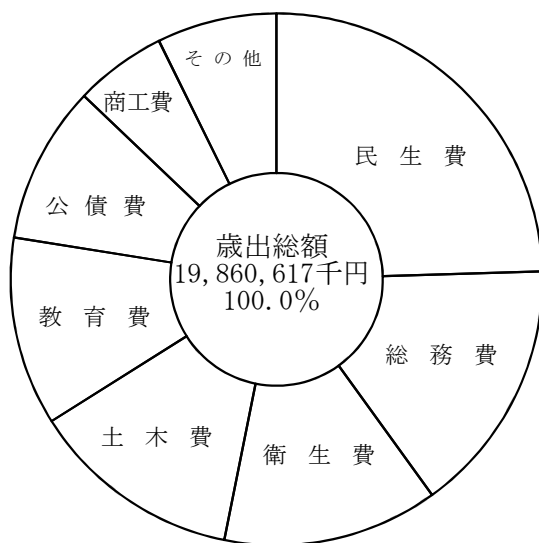 そ の 他
商工費
民 生 費
公 債 費
歳出総額
19,860,617千円
100.0%
教 育 費
総 務 費
土 木 費
衛 生 費